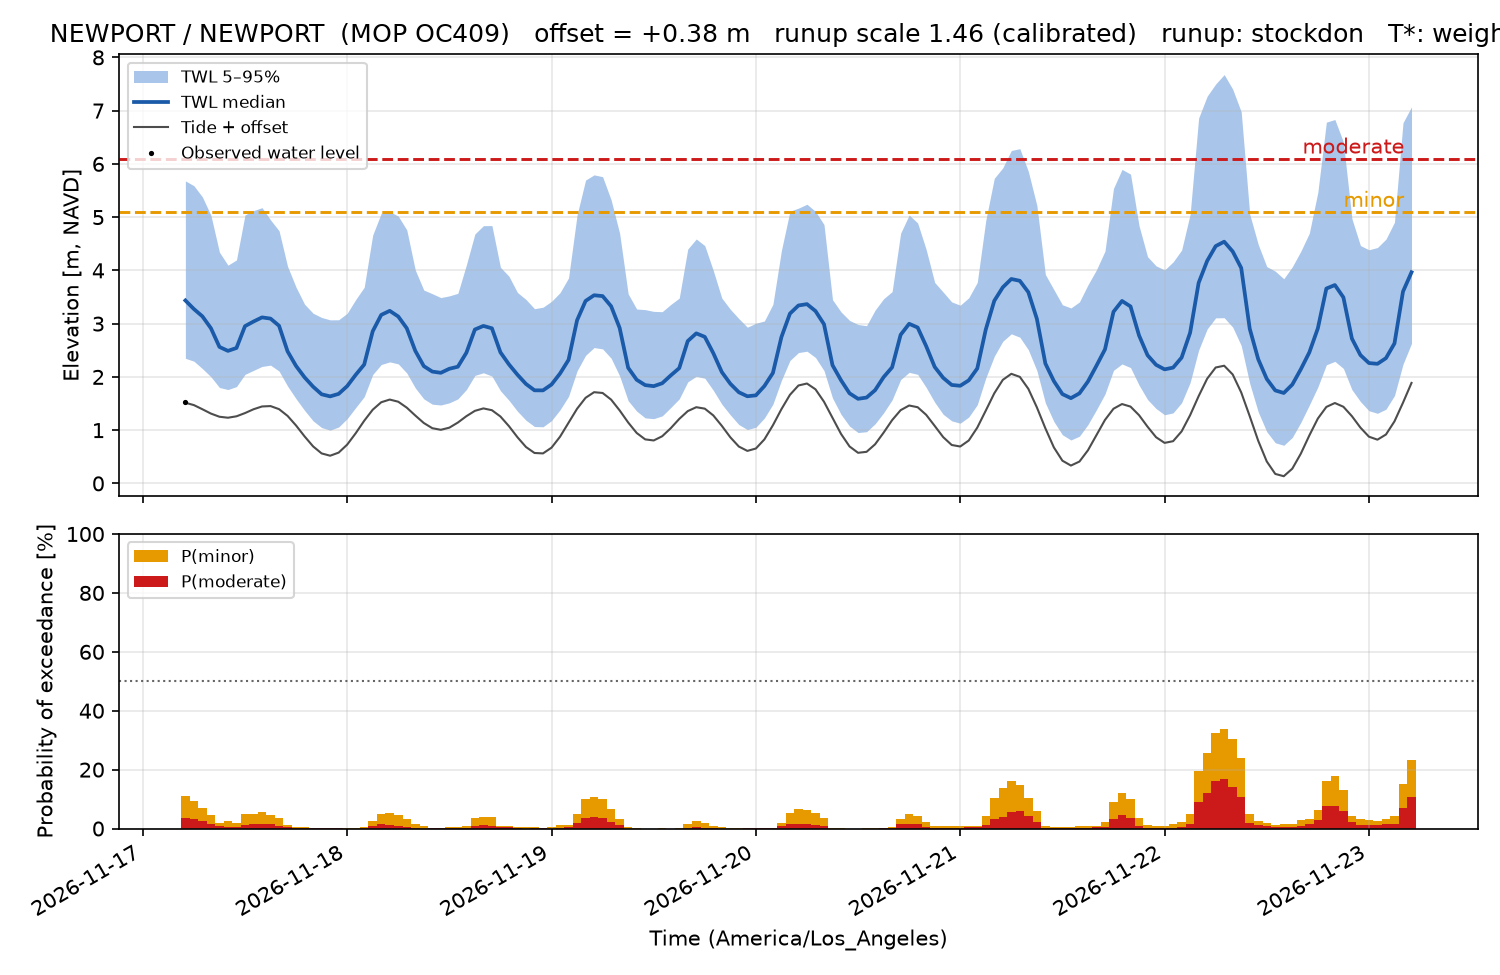 NEWPORT / NEWPORT (MOP OC409) offset = +0.38 m runup scale 1.46 (calibrated) runup: stockdon T*:
TWL 5–95%
TWL median
Tide + offset
Observed water level
moderate
minor
Elevation [m, NAVD]
8
7
6
5
4
3
2
1
0
P(minor)
P(moderate)
Probability of exceedance [%]
100
80
60
40
20
0
2026-11-17
2026-11-18
2026-11-19
2026-11-20
2026-11-21
2026-11-22
2026-11-23
Time (America/Los_Angeles)